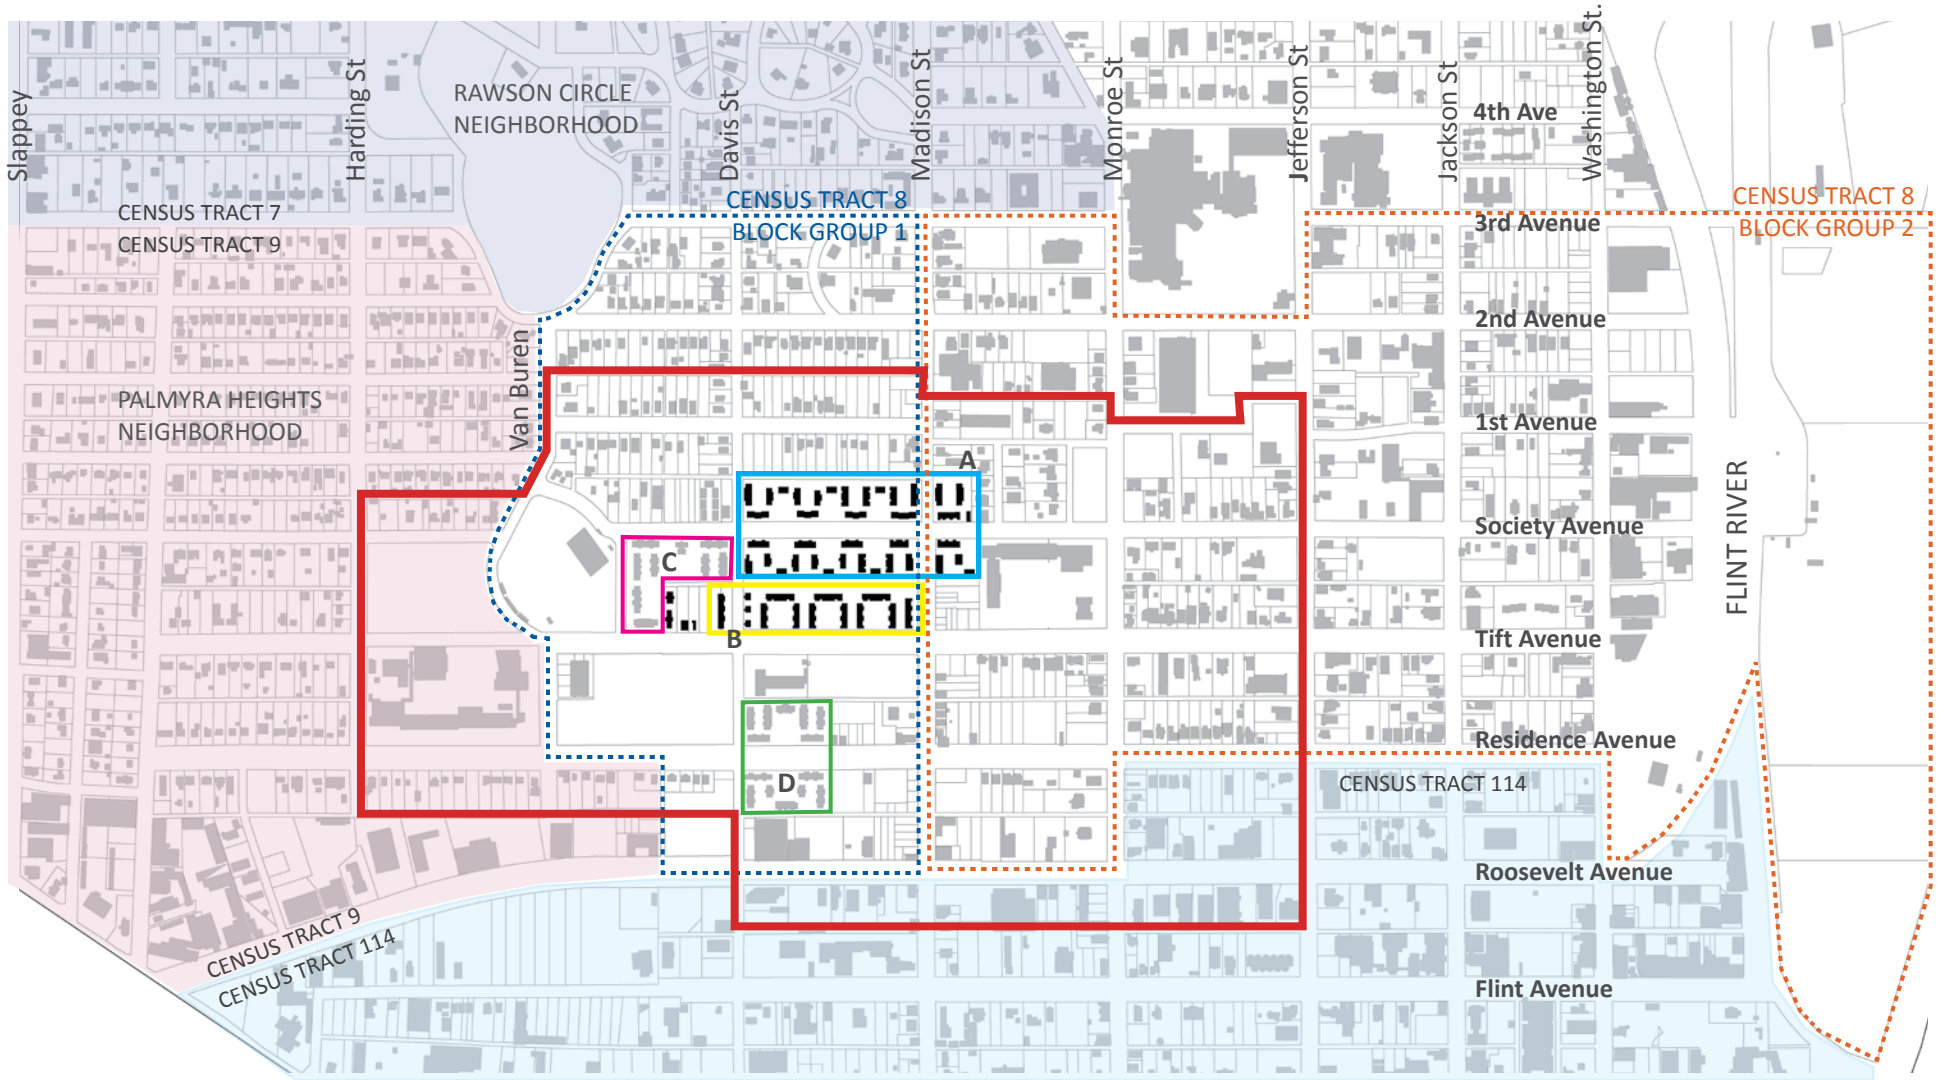 Slappey
Harding St
RAWSON CIRCLE
NEIGHBORHOOD
Davis St
Madison St
Monroe St
Jefferson St
Jackson St
Washington St.
4th Ave
CENSUS TRACT 7
CENSUS TRACT 9
CENSUS TRACT 8
BLOCK GROUP 1
3rd Avenue
CENSUS TRACT 8
BLOCK GROUP 2
2nd Avenue
Van Buren
PALMYRA HEIGHTS
NEIGHBORHOOD
1st Avenue
A
Society Avenue
FLINT RIVER
C
B
Tift Avenue
Residence Avenue
D
CENSUS TRACT 114
Roosevelt Avenue
CENSUS TRACT 9
CENSUS TRACT 114
Flint Avenue